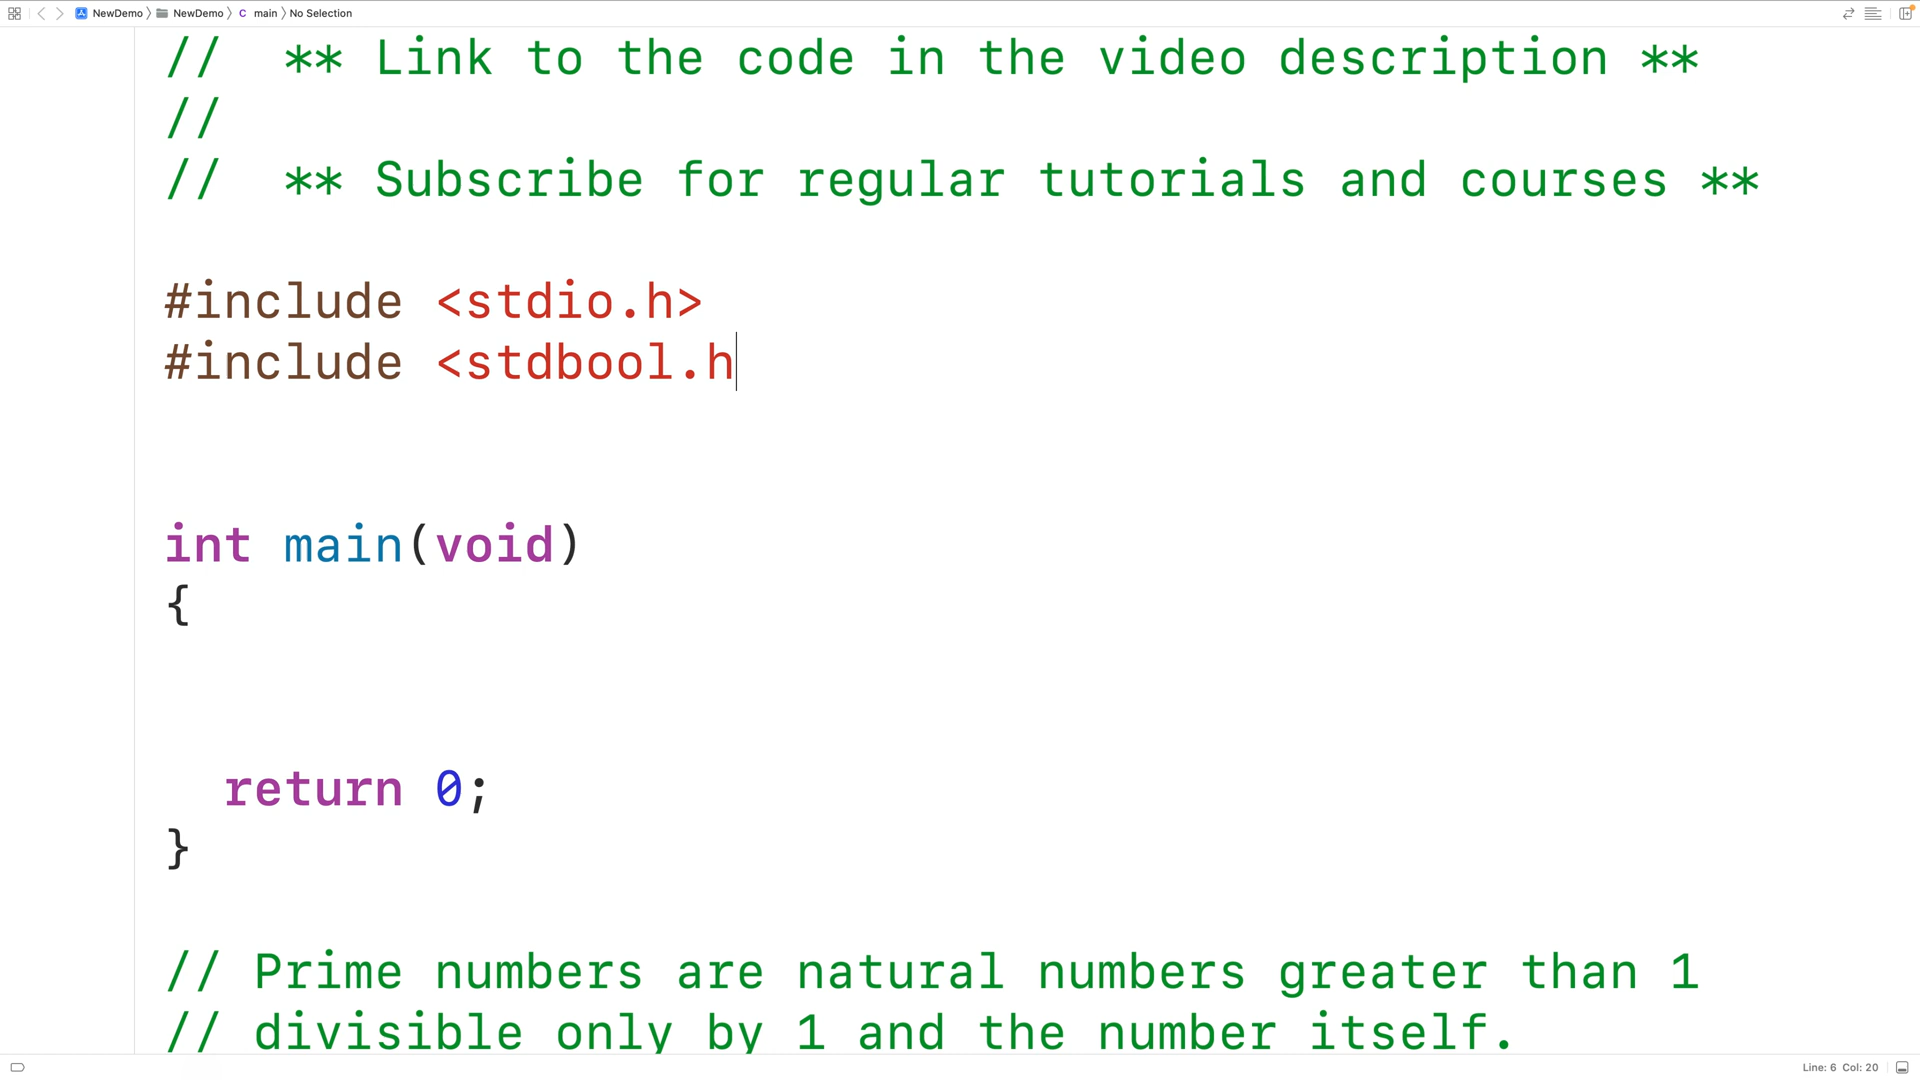 NewDemo NewDemo C main No Selection
// ** Link to the code in the video description **
//
// ** Subscribe for regular tutorials and courses **
#include <stdio.h>
#include <stdbool.h
int main(void)
{
return 0;
}
// Prime numbers are natural numbers greater than 1
// divisible only by 1 and the number itself.
Line: 6 Col: 20